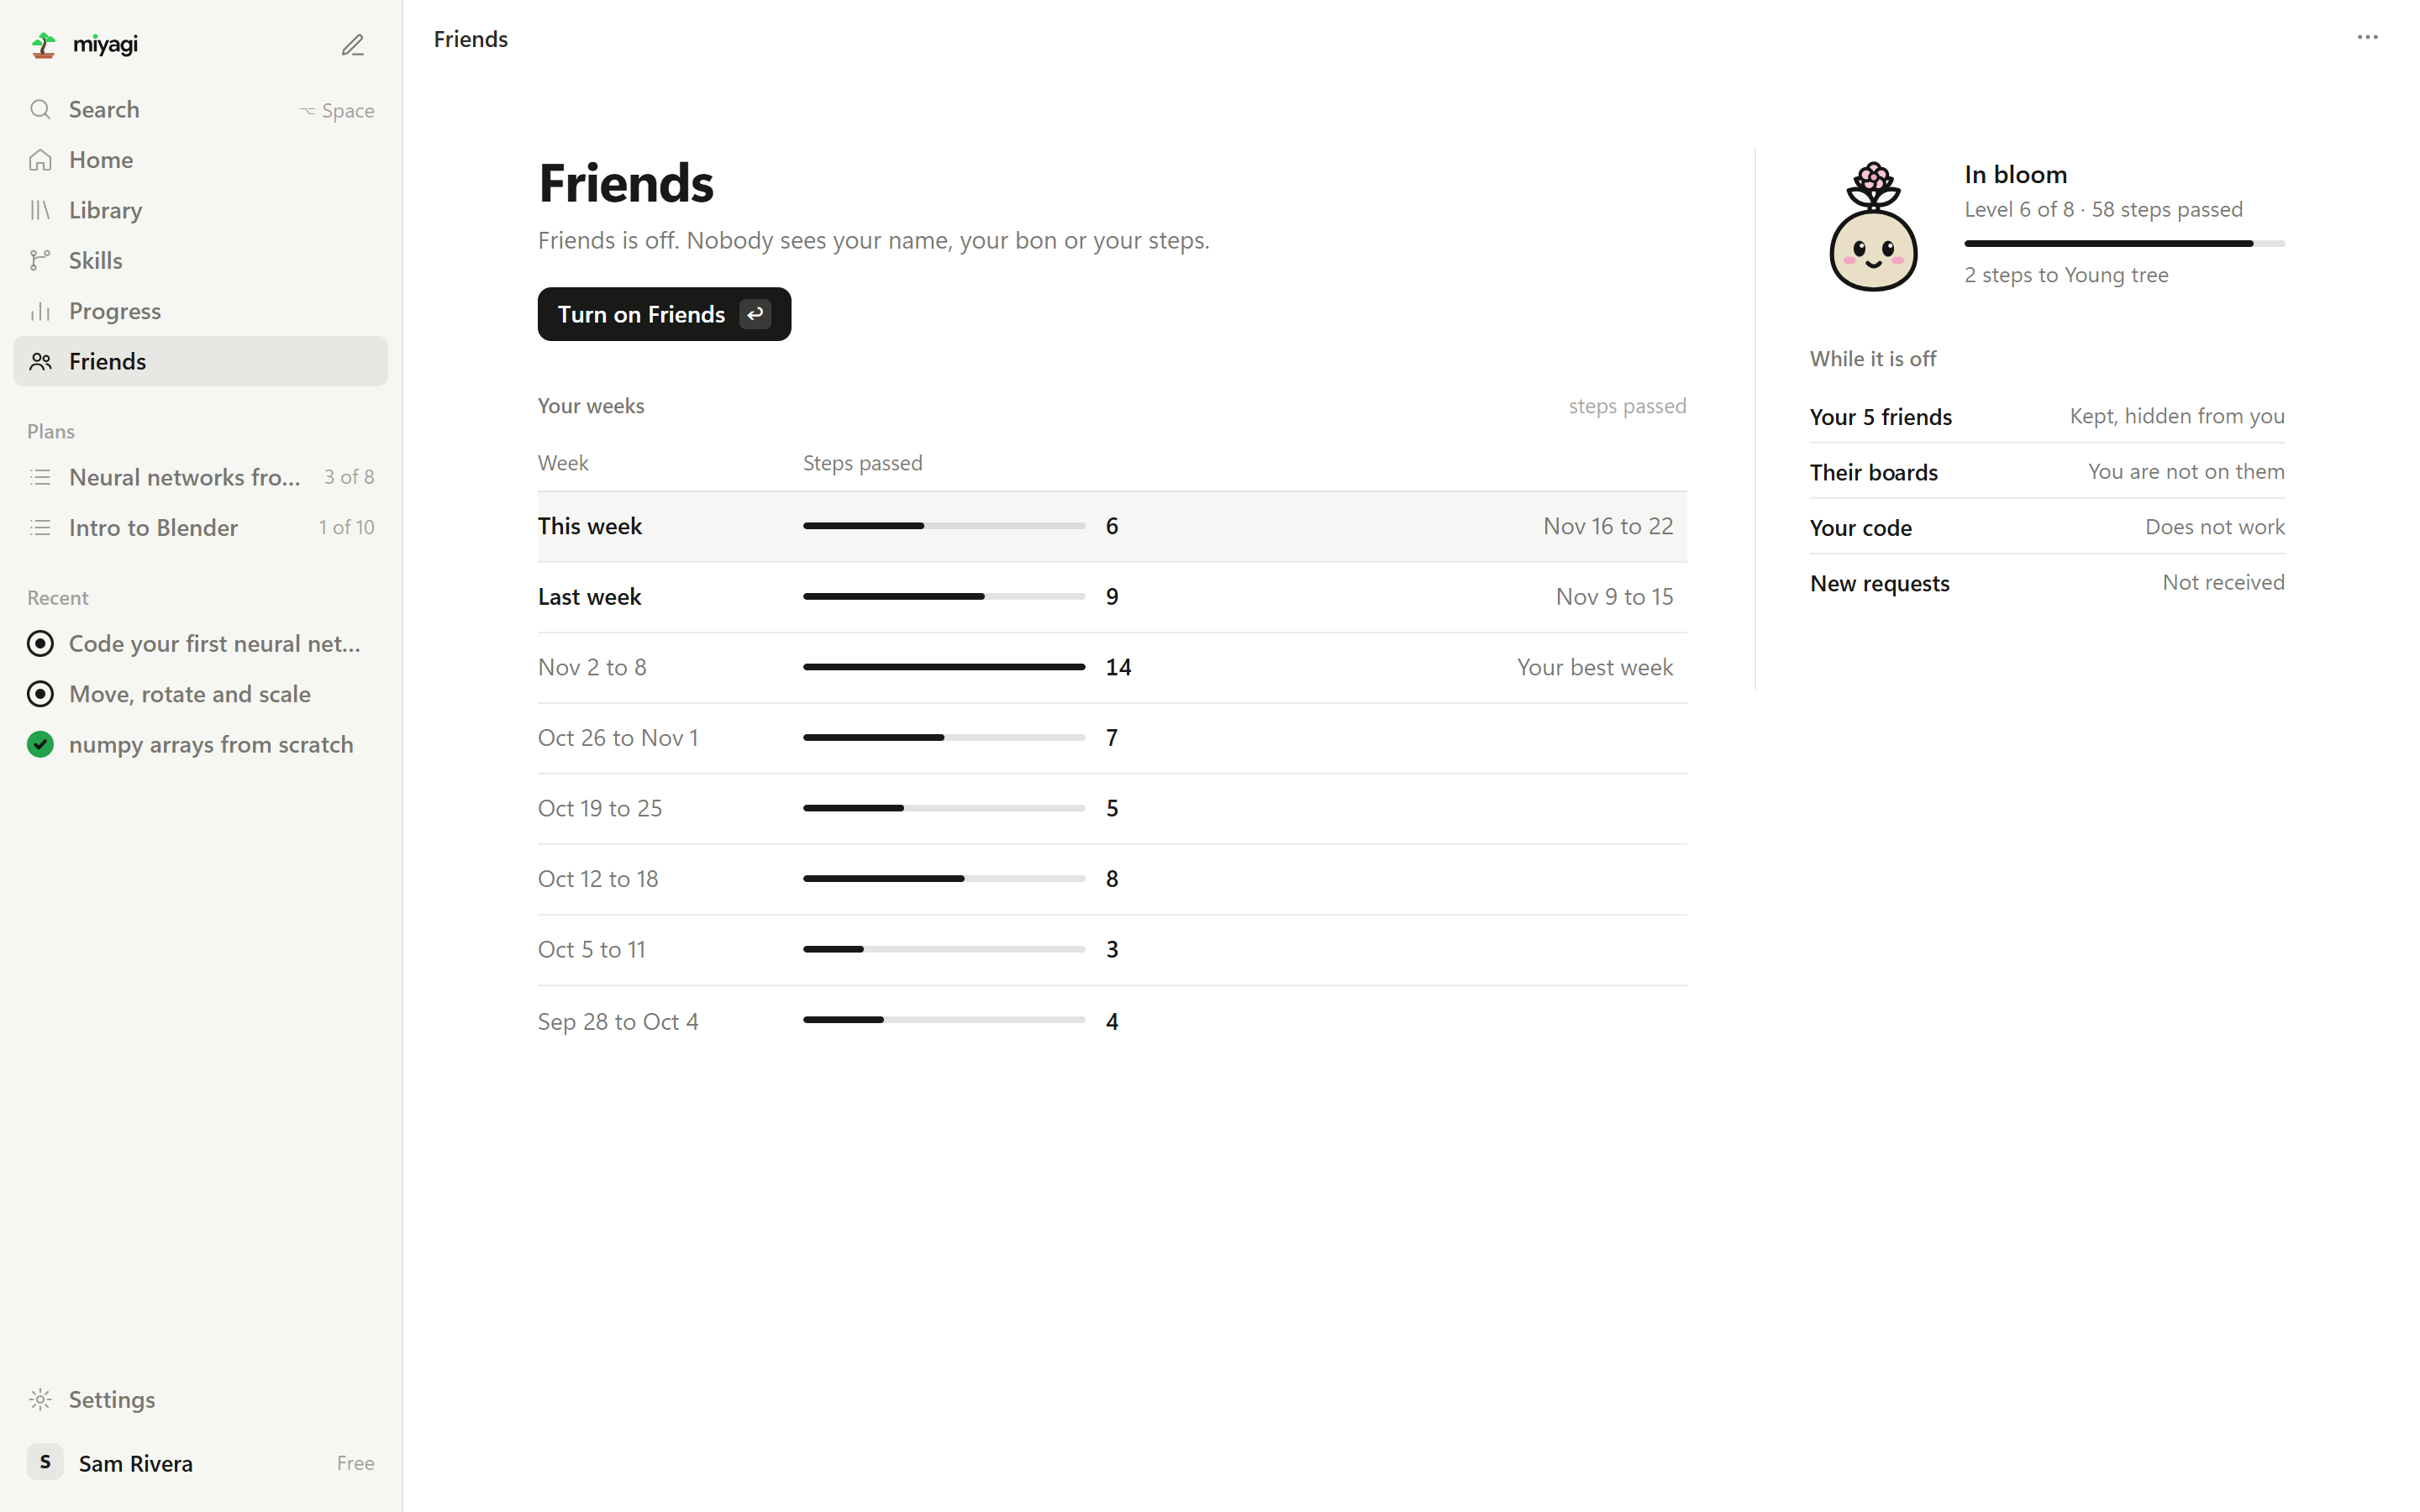 miyagi
Search ⌥ Space
Home
Library
Skills
Progress
Friends
Plans
Neural networks fro... 3 of 8
Intro to Blender 1 of 10
Recent
Code your first neural net...
Move, rotate and scale
numpy arrays from scratch
Settings
S Sam Rivera Free
Friends
Friends
Friends is off. Nobody sees your name, your bon or your steps.
Turn on Friends
Your weeks steps passed
Week Steps passed
This week 6 Nov 16 to 22
Last week 9 Nov 9 to 15
Nov 2 to 8 14 Your best week
Oct 26 to Nov 1 7
Oct 19 to 25 5
Oct 12 to 18 8
Oct 5 to 11 3
Sep 28 to Oct 4 4
In bloom
Level 6 of 8 · 58 steps passed
2 steps to Young tree
While it is off
Your 5 friends Kept, hidden from you
Their boards You are not on them
Your code Does not work
New requests Not received